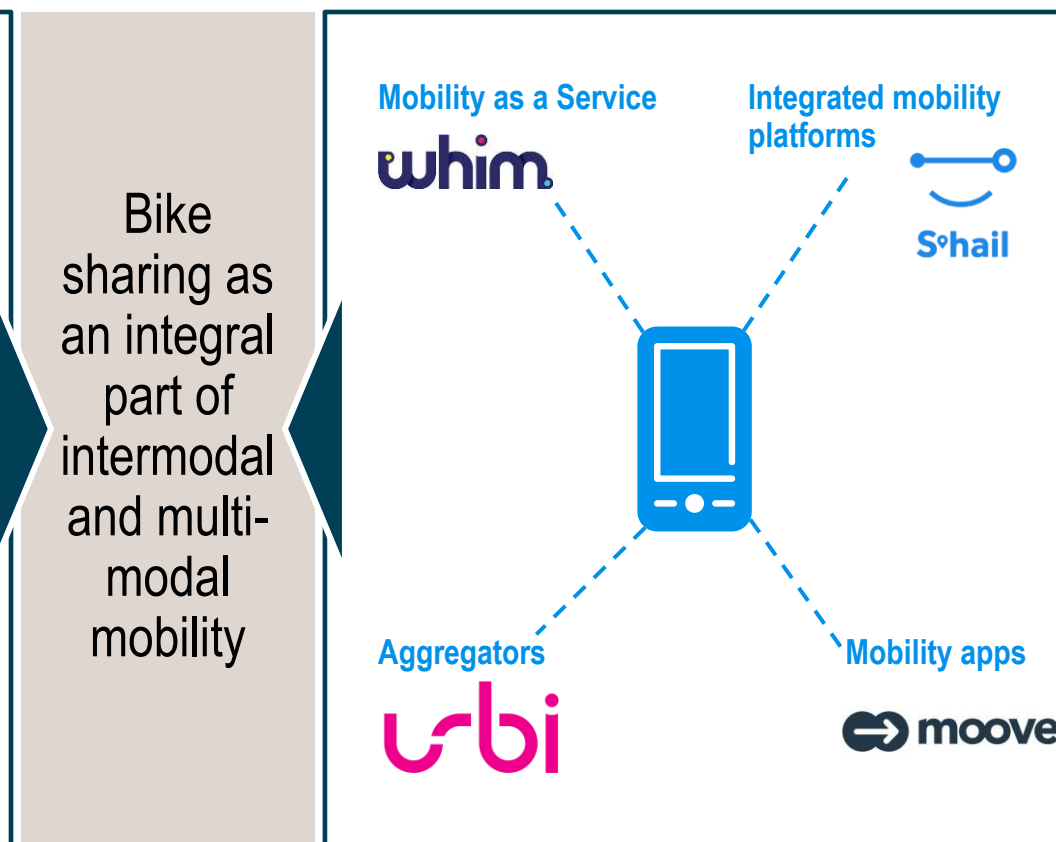 Bike
sharing as
an integral
part of
intermodal
and multi-
modal
mobility
Mobility as a Service
whim
Integrated mobility
platforms
S hail
Aggregators
urbi
Mobility apps
moove